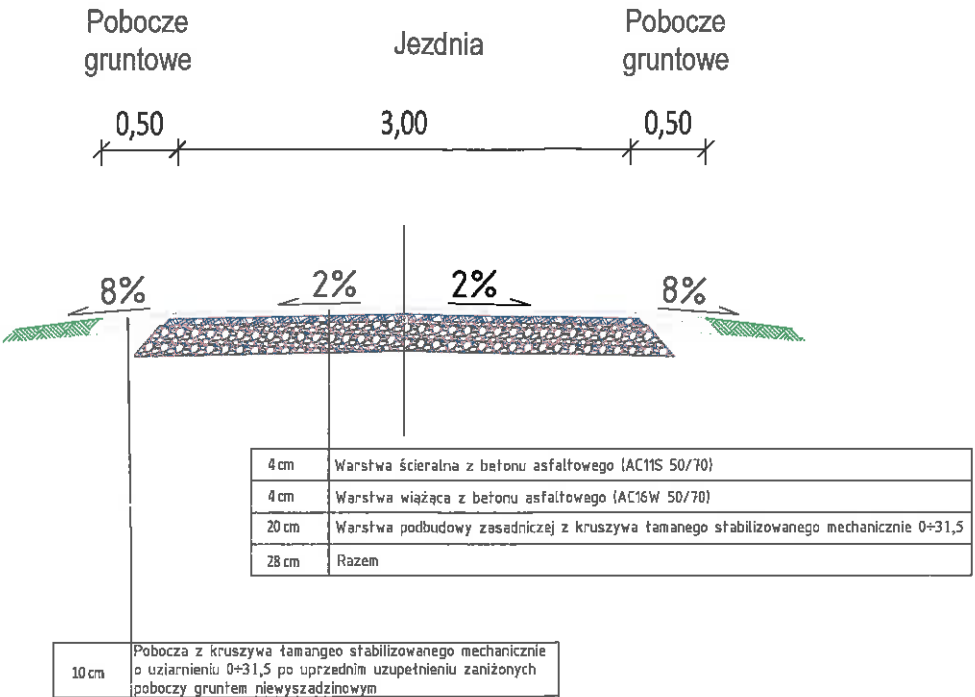 Pobocze
gruntowe
Jezdnia
Pobocze
gruntowe
0,50
3,00
0,50
8%
2%
2%
8%
4 cm Warstwa ścieralna z betonu asfaltowego (AC11S 50/70)
4 cm Warstwa wiążąca z betonu asfaltowego (AC16W 50/70)
20 cm Warstwa podbudowy zasadniczej z kruszywa łamanego stabilizowanego mechanicznie 0÷31,5
28 cm Razem
Pobocza z kruszywa łamangeo stabilizowanego mechanicznie
10 cm o uziarnieniu 0÷31,5 po uprzednim uzupełnieniu zaniżonych
poboczy gruntem niewyszadzinowym